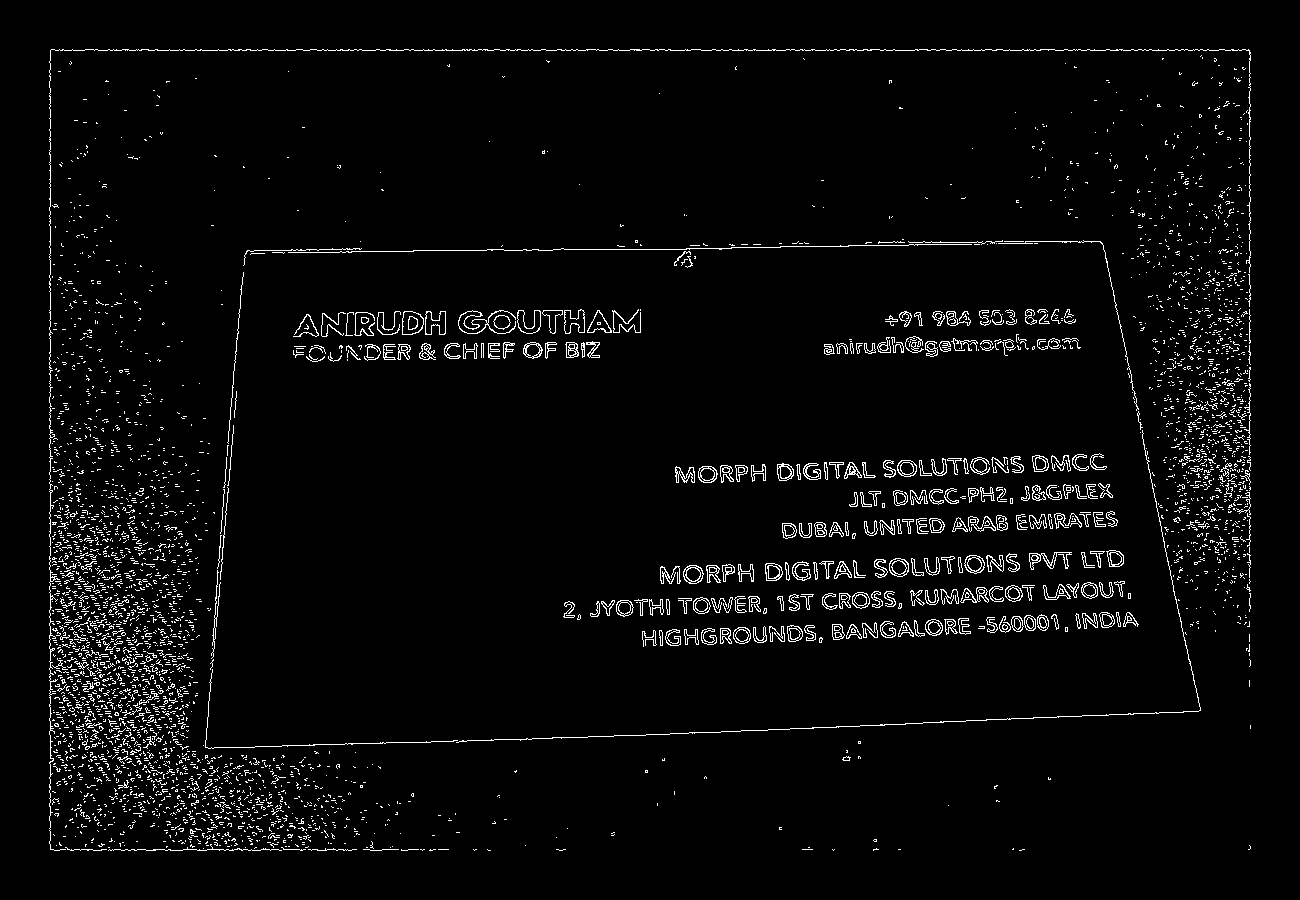 ANIRUDH GOUTHAM
FOUNDER & CHIEF OF BIZ
+91 984 503 8246
anirudh@getmorph.com
MORPH DIGITAL SOLUTIONS DMCC
JLT, DMCC-PH2, J&GPLEX
DUBAI, UNITED ARAB EMIRATES
MORPH DIGITAL SOLUTIONS PVT LTD
2, JYOTHI TOWER, 1ST CROSS, KUMARCOT LAYOUT,
HIGHGROUNDS, BANGALORE -560001, INDIA